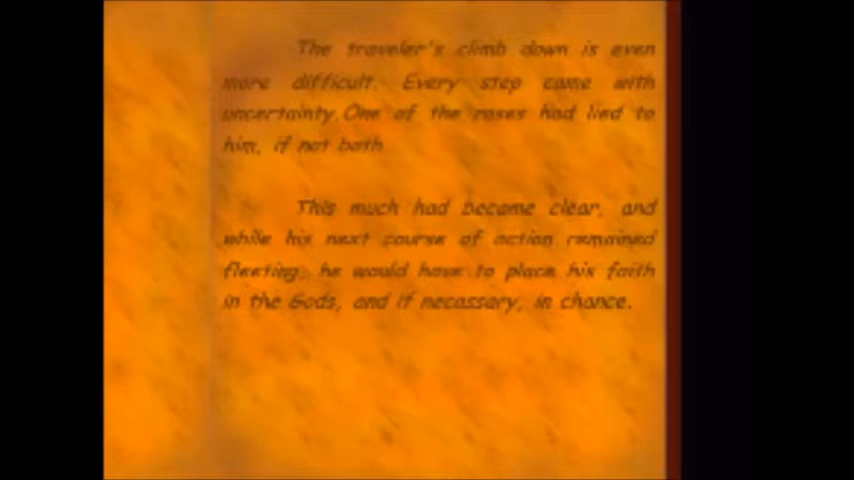 The traveler's climb down is even
more difficult. Every step came with
uncertainty.One of the roses had lied to
him, if not both
This much had become clear, and
while his next course of action remained
fleeting, he would have to place his faith
in the Gods, and if necessary, in chance.